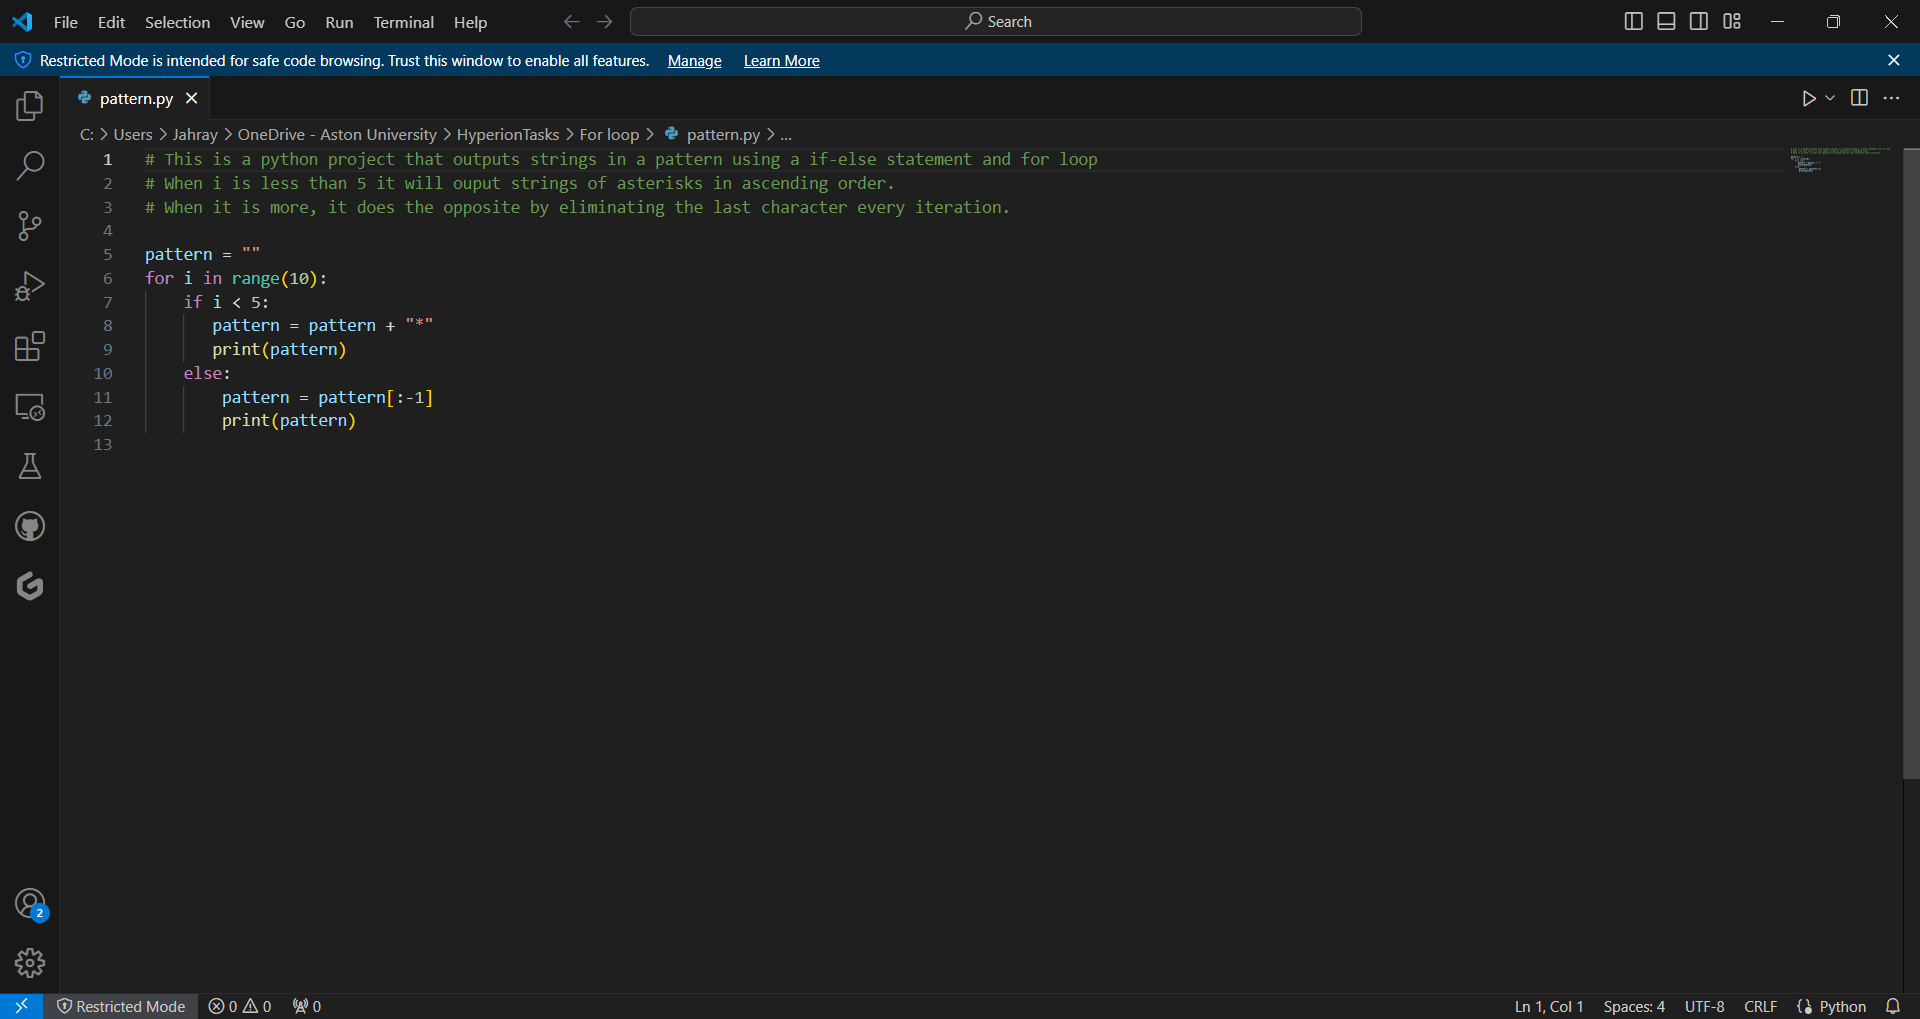 File Edit Selection View Go Run Terminal Help Search
Restricted Mode is intended for safe code browsing. Trust this window to enable all features. Manage Learn More
pattern.py
C: > Users > Jahray > OneDrive - Aston University > HyperionTasks > For loop > pattern.py > ...
1 # This is a python project that outputs strings in a pattern using a if-else statement and for loop
2 # When i is less than 5 it will ouput strings of asterisks in ascending order.
3 # When it is more, it does the opposite by eliminating the last character every iteration.
4
5 pattern = ""
6 for i in range(10):
7     if i < 5:
8        pattern = pattern + "*"
9        print(pattern)
10     else:
11         pattern = pattern[:-1]
12         print(pattern)
13
2
Restricted Mode 0 0 0 Ln 1, Col 1 Spaces: 4 UTF-8 CRLF Python